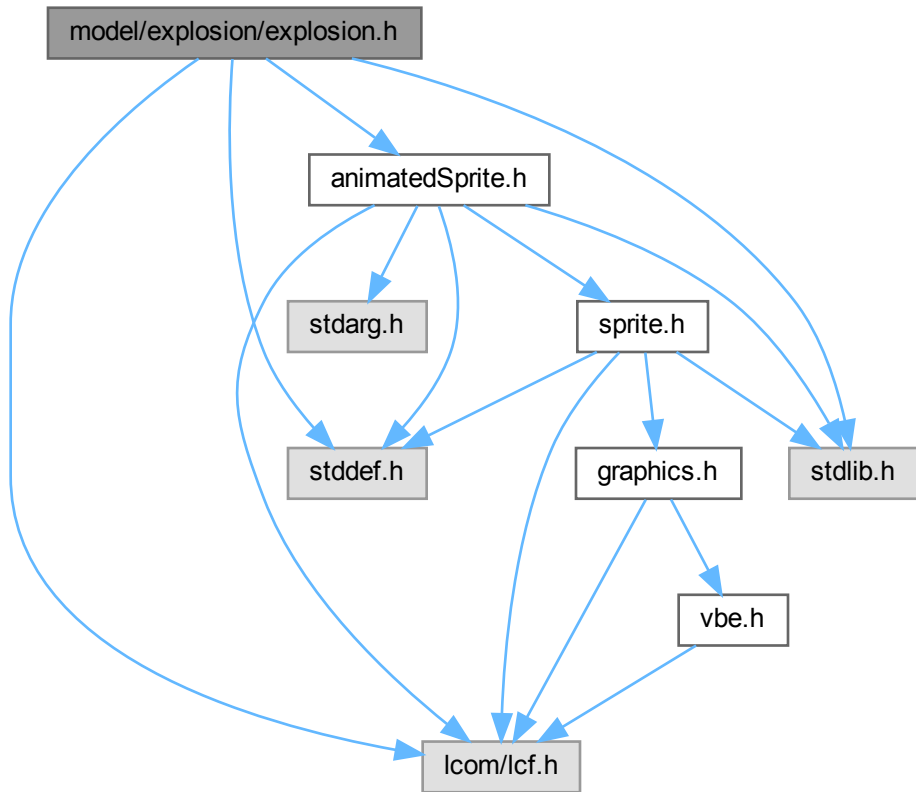 model/explosion/explosion.h
animatedSprite.h
stdarg.h
sprite.h
stddef.h
graphics.h
stdlib.h
vbe.h
lcom/lcf.h